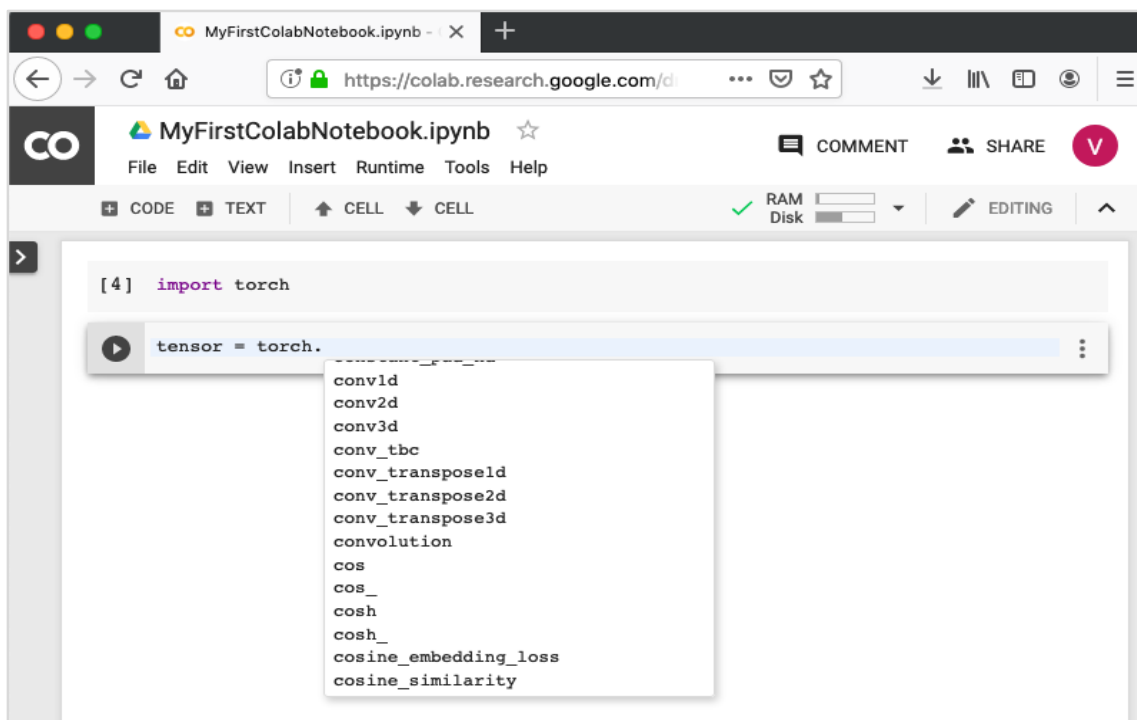 CO MyFirstColabNotebook.ipynb -
https://colab.research.google.com/d
CO
MyFirstColabNotebook.ipynb
COMMENT SHARE V
File Edit View Insert Runtime Tools Help
CODE TEXT CELL CELL
RAM
Disk
EDITING
[4] import torch
tensor = torch.
conv1d
conv2d
conv3d
conv_tbc
conv_transpose1d
conv_transpose2d
conv_transpose3d
convolution
cos
cos_
cosh
cosh_
cosine_embedding_loss
cosine_similarity